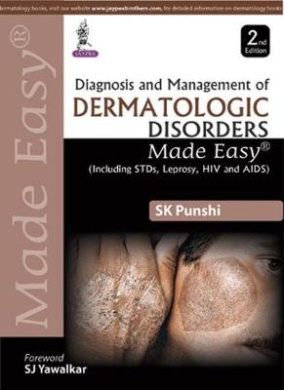 rmatology books, visit our website www.jaypeebrothers.com, for detailed information on dermatology books
2nd
Edition
JAYPEE
Diagnosis and Management of
DERMATOLOGIC
DISORDERS
Made Easy®
(Including STDs, Leprosy, HIV and AIDS)
SK Punshi
Made Easy®
Foreword
SJ Yawalkar